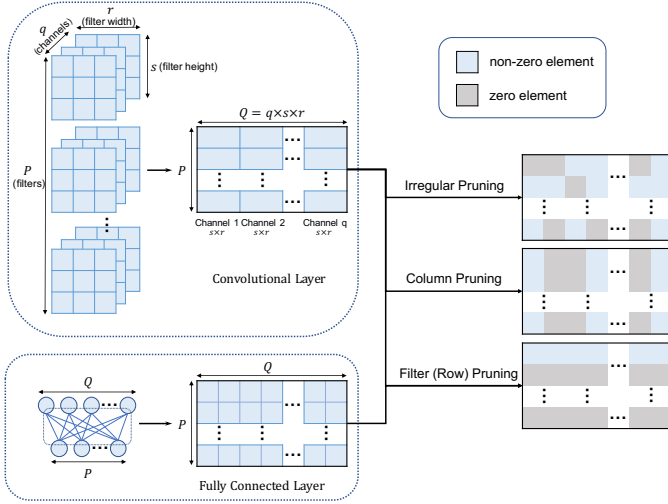 r
(filter width)
q
(channels)
s (filter height)
P
(filters)
Q = q×s×r
P
Channel 1 Channel 2 Channel q
s×r s×r s×r
Convolutional Layer
non-zero element
zero element
Irregular Pruning
Column Pruning
Filter (Row) Pruning
Q
P
Q
P
Fully Connected Layer